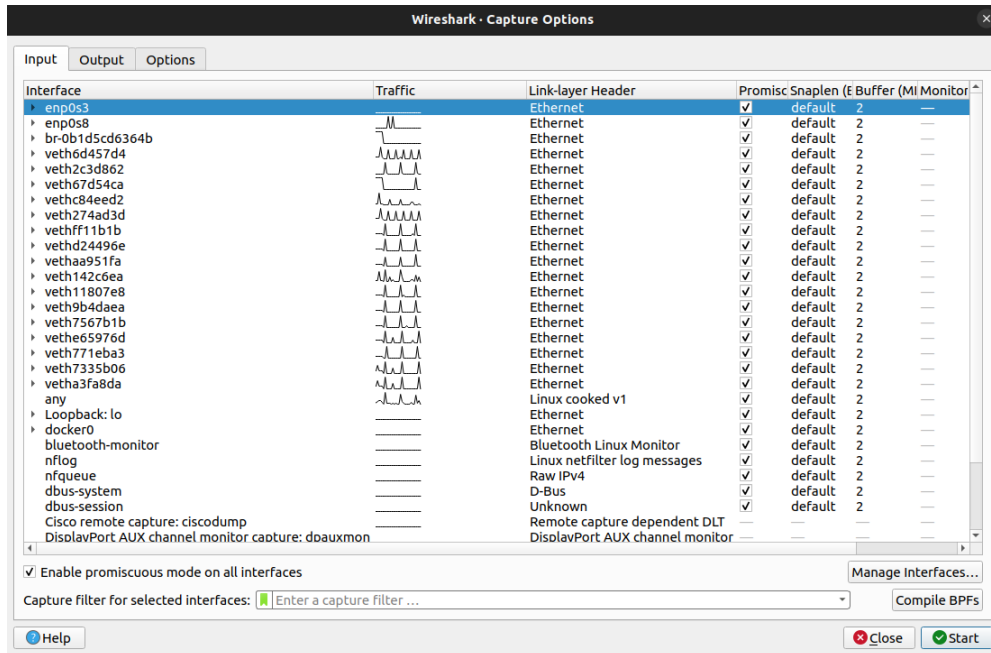 Wireshark · Capture Options
Input Output Options
Interface Traffic Link-layer Header Promisc Snaplen (E Buffer (MI Monitor
enp0s3 Ethernet default 2 —
enp0s8 Ethernet default 2 —
br-0b1d5cd6364b Ethernet default 2 —
veth6d457d4 Ethernet default 2 —
veth2c3d862 Ethernet default 2 —
veth67d54ca Ethernet default 2 —
vethc84eed2 Ethernet default 2 —
veth274ad3d Ethernet default 2 —
vethff11b1b Ethernet default 2 —
vethd24496e Ethernet default 2 —
vethaa951fa Ethernet default 2 —
veth142c6ea Ethernet default 2 —
veth11807e8 Ethernet default 2 —
veth9b4daea Ethernet default 2 —
veth7567b1b Ethernet default 2 —
vethe65976d Ethernet default 2 —
veth771eba3 Ethernet default 2 —
veth7335b06 Ethernet default 2 —
vetha3fa8da Ethernet default 2 —
any Linux cooked v1 default 2 —
Loopback: lo Ethernet default 2 —
docker0 Ethernet default 2 —
bluetooth-monitor Bluetooth Linux Monitor default 2 —
nflog Linux netfilter log messages default 2 —
nfqueue Raw IPv4 default 2 —
dbus-system D-Bus default 2 —
dbus-session Unknown default 2 —
Cisco remote capture: ciscodump Remote capture dependent DLT — — — —
DisplayPort AUX channel monitor capture: dpauxmon DisplayPort AUX channel monitor — — — —
Enable promiscuous mode on all interfaces Manage Interfaces...
Capture filter for selected interfaces: Enter a capture filter ... Compile BPFs
Help Close Start